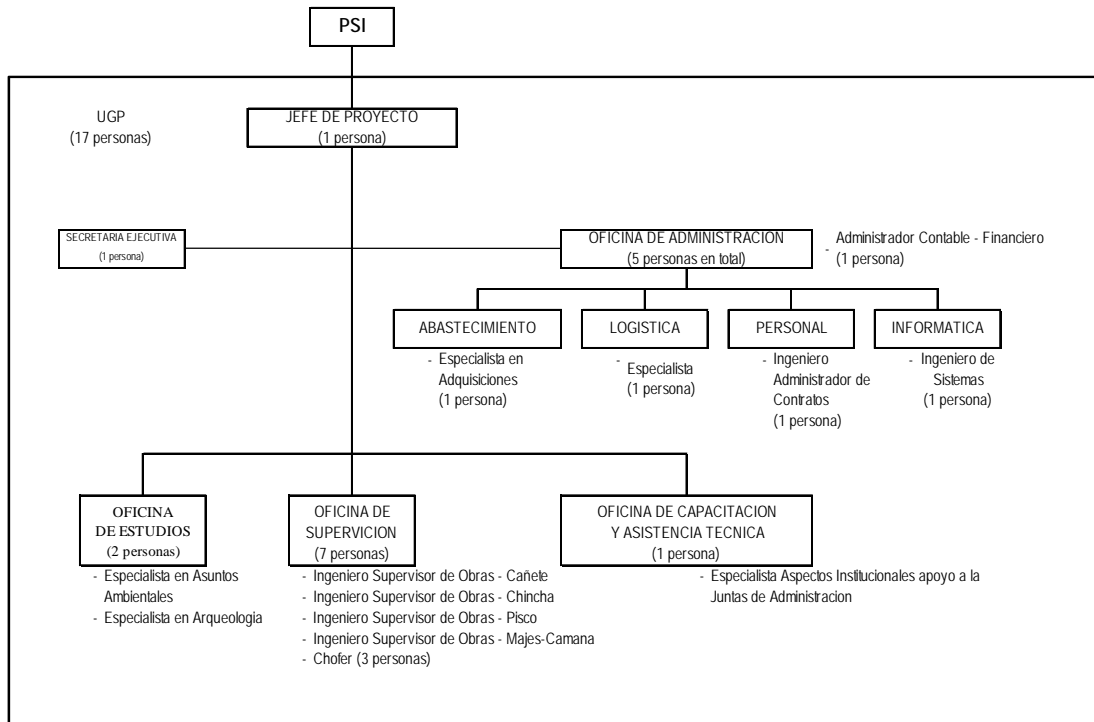 PSI
UGP
(17 personas)
JEFE DE PROYECTO
(1 persona)
SECRETARIA EJECUTIVA
(1 persona)
OFICINA DE ADMINISTRACION
(5 personas en total)
- Administrador Contable - Financiero
(1 persona)
ABASTECIMIENTO
- Especialista en
Adquisiciones
(1 persona)
LOGISTICA
- Especialista
(1 persona)
PERSONAL
- Ingeniero
Administrador de
Contratos
(1 persona)
INFORMATICA
- Ingeniero de
Sistemas
(1 persona)
OFICINA
DE ESTUDIOS
(2 personas)
- Especialista en Asuntos
Ambientales
- Especialista en Arqueologia
OFICINA DE
SUPERVICION
(7 personas)
- Ingeniero Supervisor de Obras - Cañete
- Ingeniero Supervisor de Obras - Chincha
- Ingeniero Supervisor de Obras - Pisco
- Ingeniero Supervisor de Obras - Majes-Camana
- Chofer (3 personas)
OFICINA DE CAPACITACION
Y ASISTENCIA TECNICA
(1 persona)
- Especialista Aspectos Institucionales apoyo a la
Juntas de Administracion